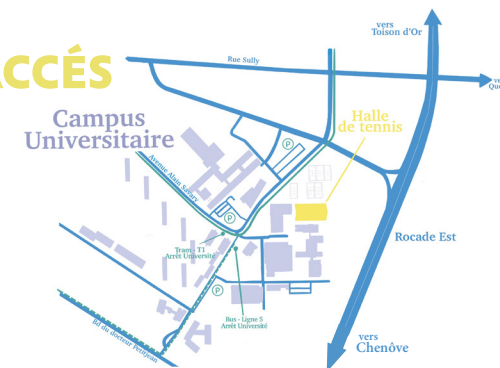 ACCÉS
vers
Toison d'Or
Rue Sully
Campus
Universitaire
Halle
de tennis
P
Avenue Alain Savary
P
Tram - T1
Arrêt Université
Rocade Est
P
Bus - Ligne 5
Arrêt Université
Bd du docteur Petitjean
vers
Chenôve